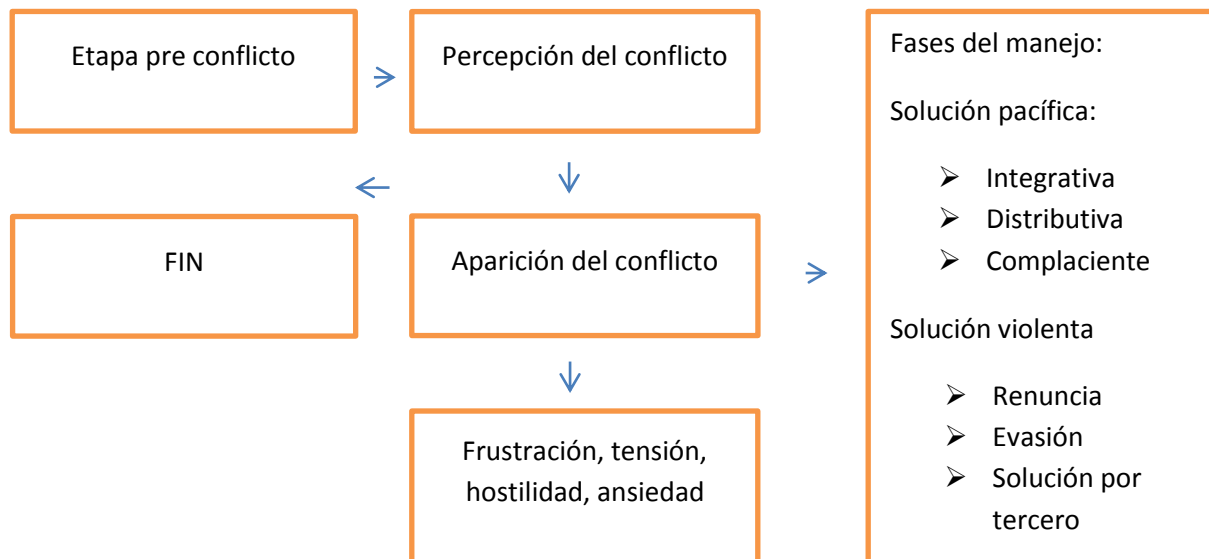 Etapa pre conflicto
Percepción del conflicto
FIN
Aparición del conflicto
Frustración, tensión,
hostilidad, ansiedad
Fases del manejo:
Solución pacífica:
➢ Integrativa
➢ Distributiva
➢ Complaciente
Solución violenta
➢ Renuncia
➢ Evasión
➢ Solución por
tercero